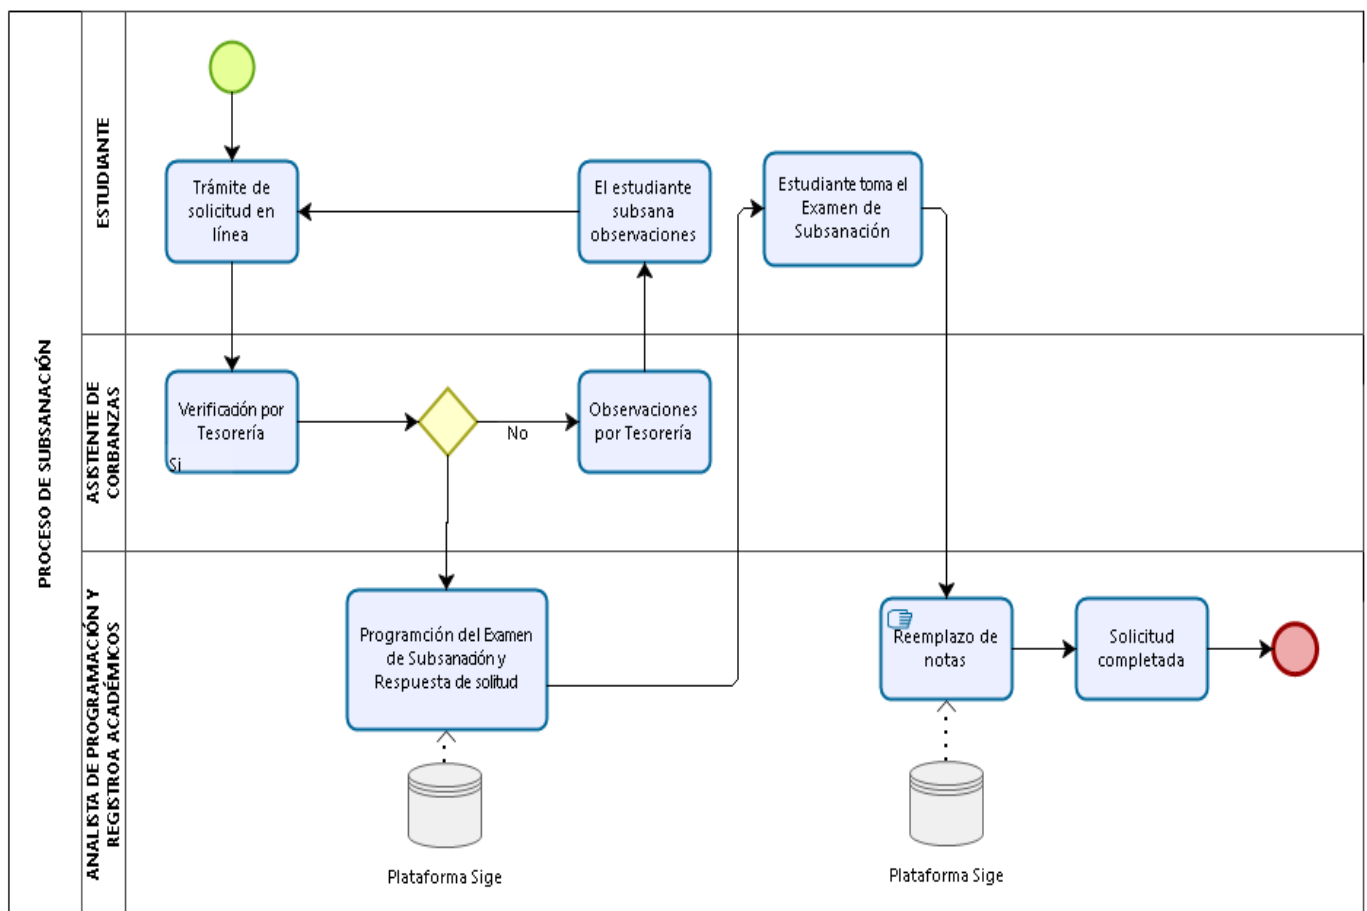 PROCESO DE SUBSANACIÓN
ESTUDIANTE
Trámite de
solicitud en
línea
El estudiante
subsana
observaciones
Estudiante toma el
Examen de
Subsanación
ASISTENTE DE
CORBANZAS
Verificación por
Tesorería
Si
No
Observaciones
por Tesorería
ANALISTA DE PROGRAMACIÓN Y
REGISTROA ACADÉMICOS
Programción del Examen
de Subsanación y
Respuesta de solitud
Reemplazo de
notas
Solicitud
completada
Plataforma Sige
Plataforma Sige